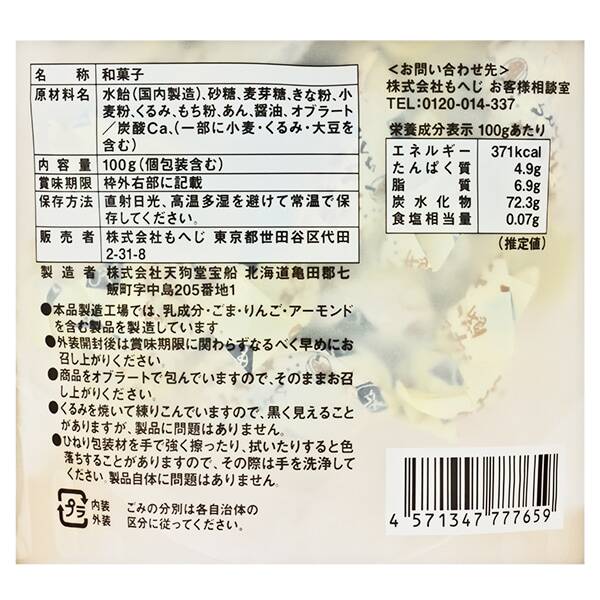 名称 和菓子
原材料名 水飴(国内製造)、砂糖、麦芽糖、きな粉、小
麦粉、くるみ、もち粉、あん、醤油、オブラート
/炭酸Ca、(一部に小麦・くるみ・大豆を
含む)
内容量 100g(個包装含む)
賞味期限 枠外右部に記載
保存方法 直射日光、高温多湿を避けて常温で保
存してください。
販売者 株式会社もへじ 東京都世田谷区代田
2-31-8
製造者 株式会社天狗堂宝船 北海道亀田郡七
飯町字中島205番地1
●本品製造工場では、乳成分・ごま・りんご・アーモンド
を含む製品を製造しています。
●外装開封後は賞味期限に関わらずなるべく早めにお
召し上がりください。
●商品をオブラートで包んでいますので、そのままお召
し上がりください。
●くるみを焼いて練りこんでいますので、黒く見えること
がありますが、製品に問題はありません。
●ひねり包装材を手で強く擦ったり、拭いたりすると色
落ちすることがありますので、その際は手を洗浄して
ください。製品自体に問題はありません。
プラ 内装
外装
ごみの分別は各自治体の
区分に従ってください。
<お問い合わせ先>
株式会社もへじ お客様相談室
TEL:0120-014-337
栄養成分表示 100gあたり
エネルギー 371kcal
たんぱく質 4.9g
脂質 6.9g
炭水化物 72.3g
食塩相当量 0.07g
(推定値)
4 571347 777659